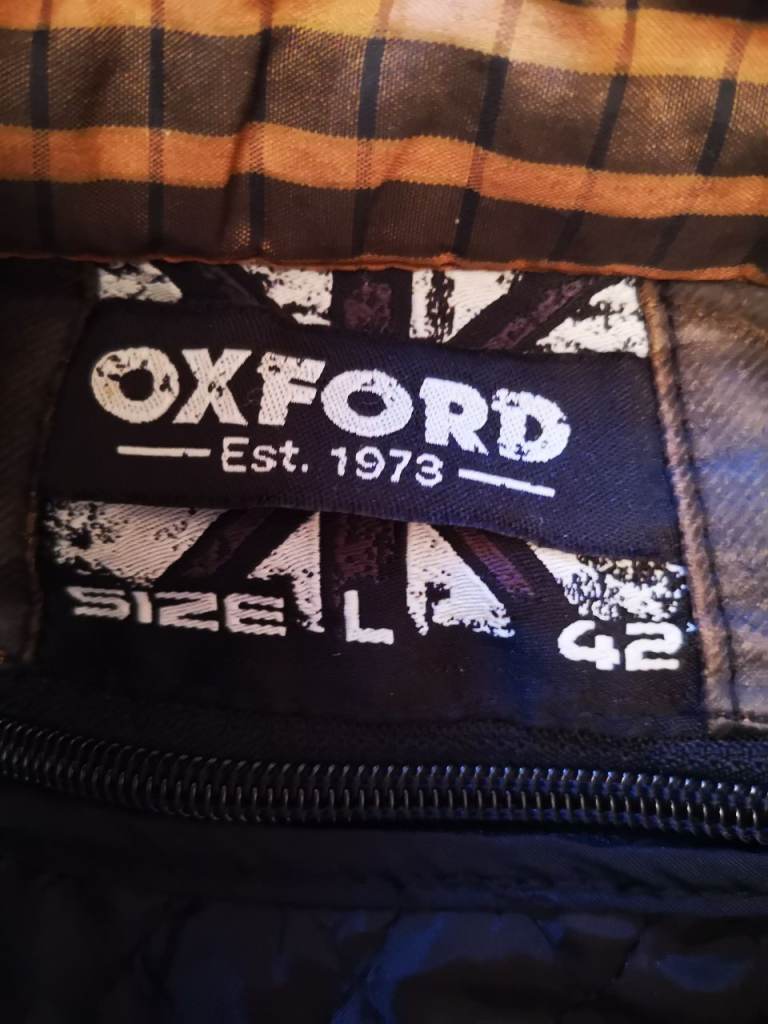 OXFORD
Est. 1973
SIZE L 42